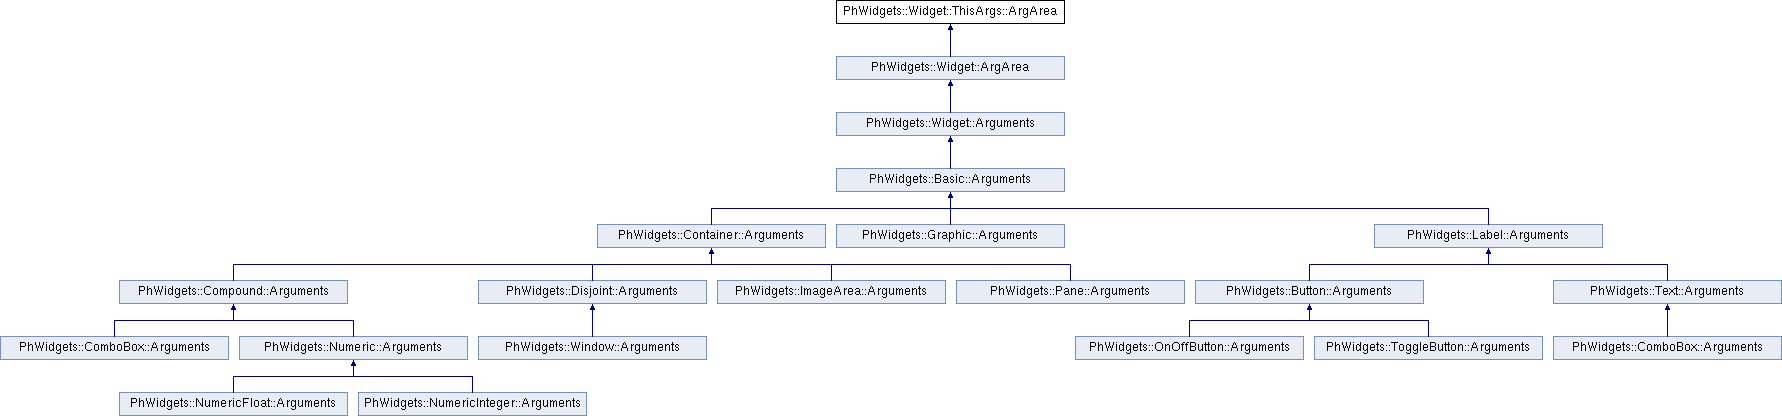 PhWidgets::Widget::ThisArgs::ArgArea
PhWidgets::Widget::ArgArea
PhWidgets::Widget::Arguments
PhWidgets::Basic::Arguments
PhWidgets::Container::Arguments
PhWidgets::Graphic::Arguments
PhWidgets::Label::Arguments
PhWidgets::Compound::Arguments
PhWidgets::Disjoint::Arguments
PhWidgets::ImageArea::Arguments
PhWidgets::Pane::Arguments
PhWidgets::Button::Arguments
PhWidgets::Text::Arguments
PhWidgets::ComboBox::Arguments
PhWidgets::Numeric::Arguments
PhWidgets::Window::Arguments
PhWidgets::OnOffButton::Arguments
PhWidgets::ToggleButton::Arguments
PhWidgets::ComboBox::Arguments
PhWidgets::NumericFloat::Arguments
PhWidgets::NumericInteger::Arguments